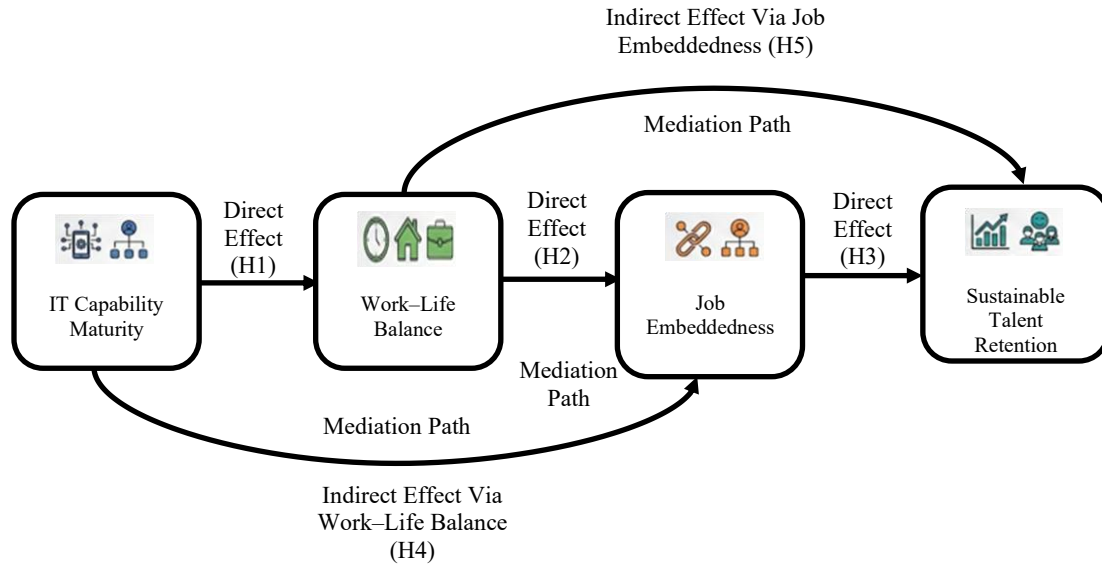 Indirect Effect Via Job
Embeddedness (H5)
Mediation Path
Direct
Effect
(H1)
Direct
Effect
(H2)
Direct
Effect
(H3)
IT Capability
Maturity
Work–Life
Balance
Job
Embeddedness
Sustainable
Talent
Retention
Mediation
Path
Mediation Path
Indirect Effect Via
Work–Life Balance
(H4)